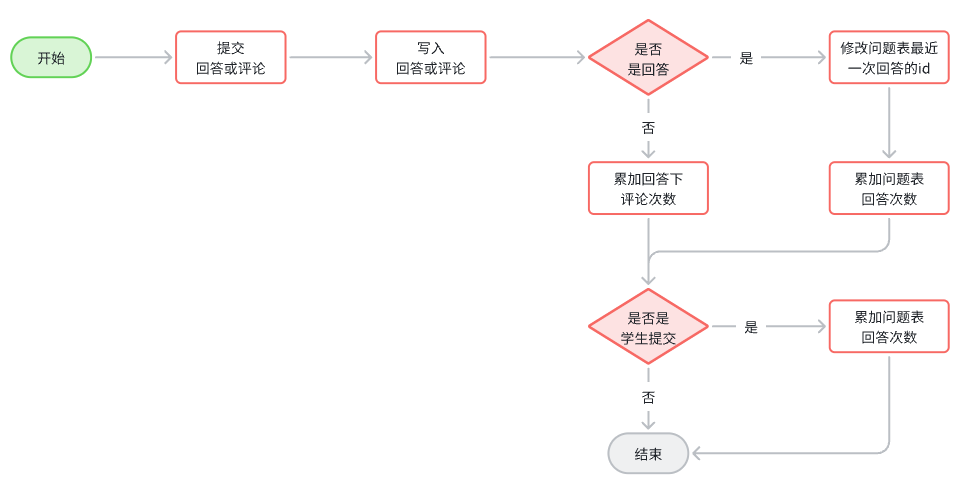 开始
提交
回答或评论
写入
回答或评论
是否
是回答
是
修改问题表最近
一次回答的id
否
累加回答下
评论次数
累加问题表
回答次数
是否是
学生提交
是
累加问题表
回答次数
否
结束